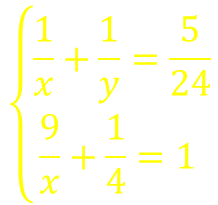 1/x + 1/y = 5/24
9/x + 1/4 = 1